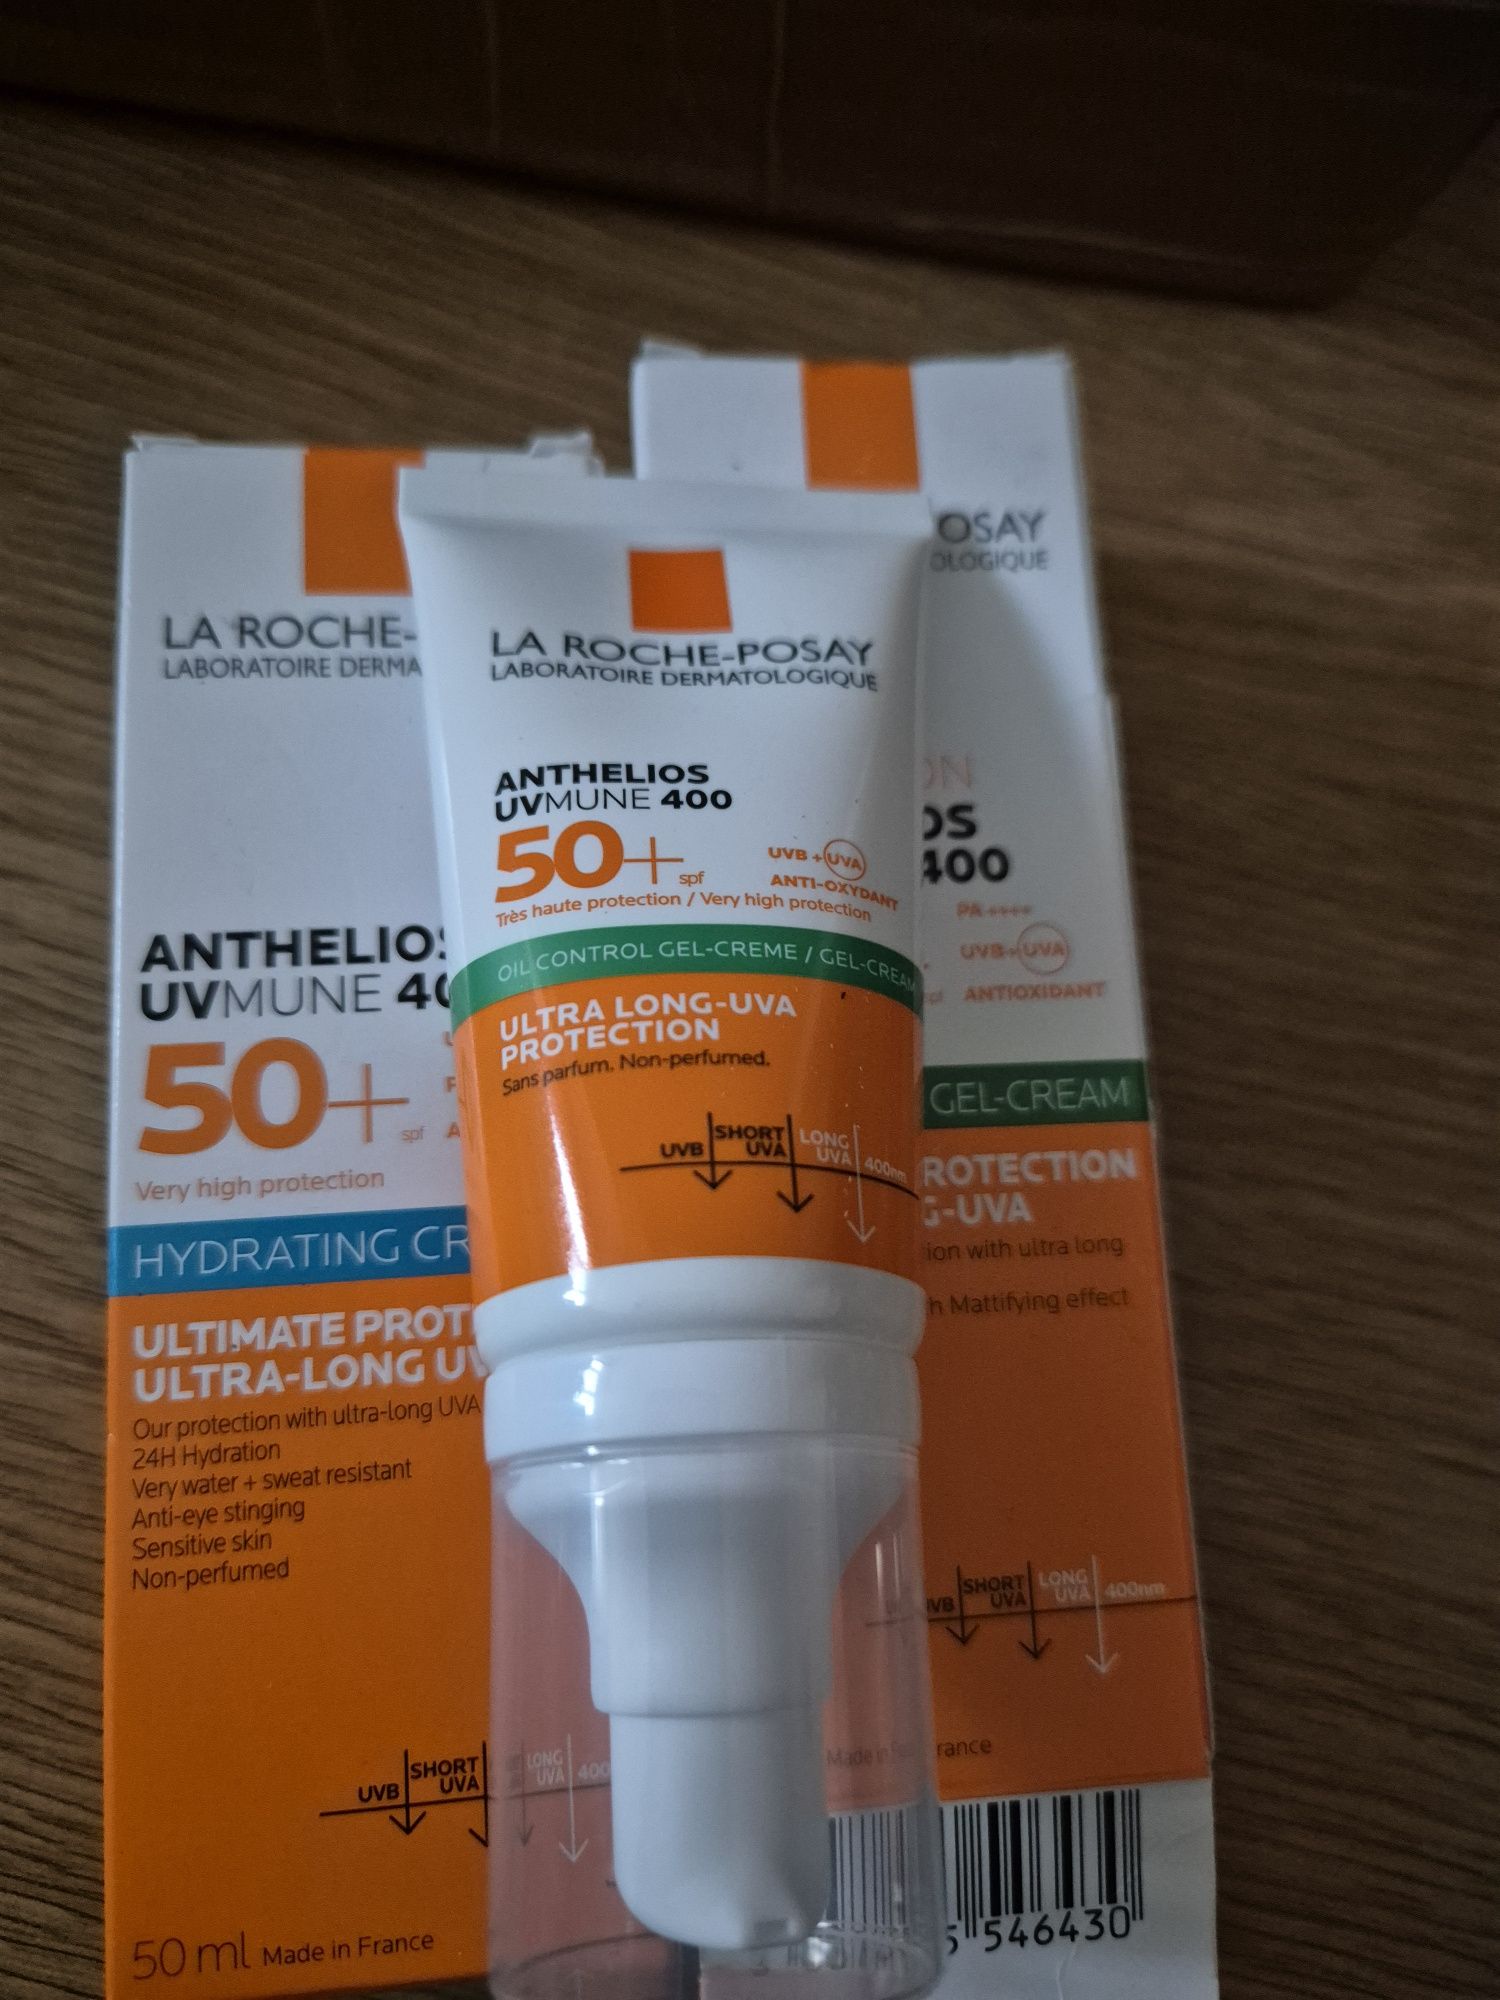 LA ROCHE-
LABORATOIRE DERMA
ANTHELIOS
UVMUNE 40
50+ spf
Very high protection
HYDRATING CR
ULTIMATE PROT
ULTRA-LONG UV
Our protection with ultra-long UVA
24H Hydration
Very water + sweat resistant
Anti-eye stinging
Sensitive skin
Non-perfumed
UVB SHORT UVA LONG UVA 400
50 ml Made in France
LA ROCHE-POSAY
LABORATOIRE DERMATOLOGIQUE
ANTHELIOS
UVMUNE 400
50+ spf
UVB + UVA
ANTI-OXYDANT
Très haute protection / Very high protection
OIL CONTROL GEL-CREME / GEL-CREAM
ULTRA LONG-UVA
PROTECTION
Sans parfum. Non-perfumed.
UVB SHORT UVA LONG UVA 400nm
OSAY
OLOGIQUE
ON
OS
400
PA ++++
UVB+UVA
ANTIOXIDANT
GEL-CREAM
ROTECTION
G-UVA
ion with ultra long
h Mattifying effect
UVB SHORT UVA LONG UVA 400nm
Made in France
5 546430